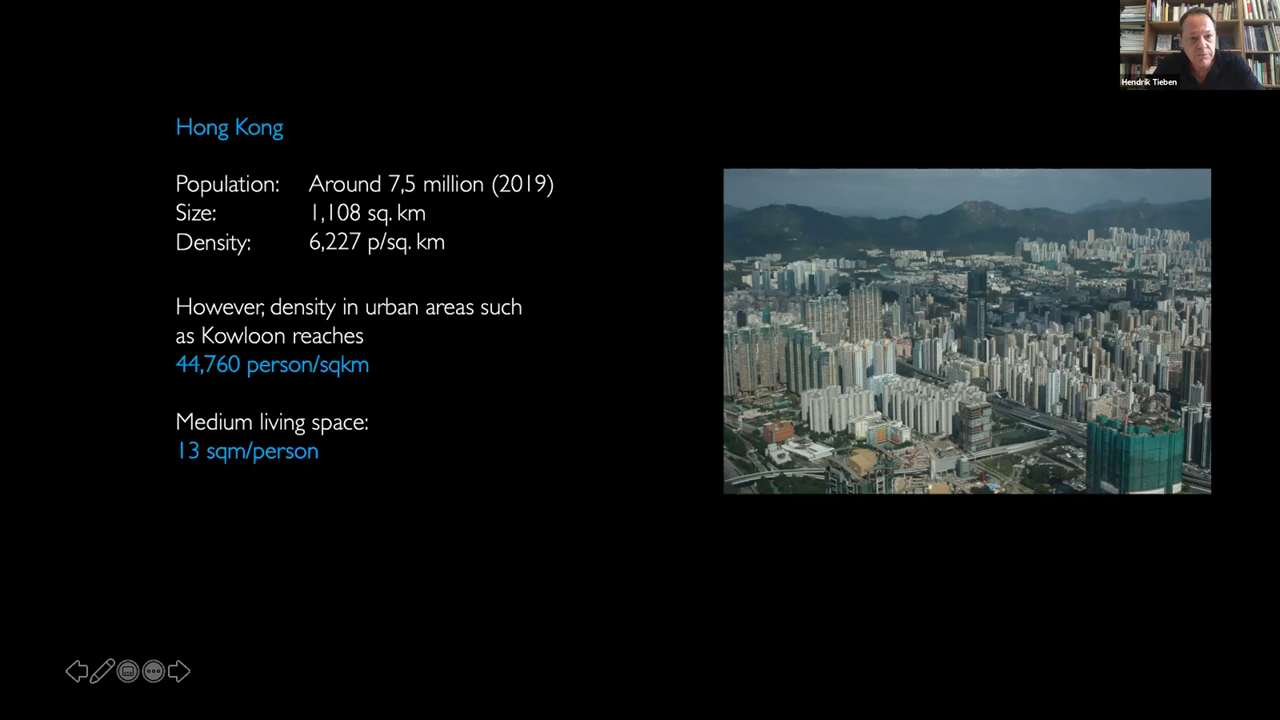 Hendrik Tieben
Hong Kong
Population: Around 7,5 million (2019)
Size: 1,108 sq. km
Density: 6,227 p/sq. km
However, density in urban areas such
as Kowloon reaches
44,760 person/sqkm
Medium living space:
13 sqm/person